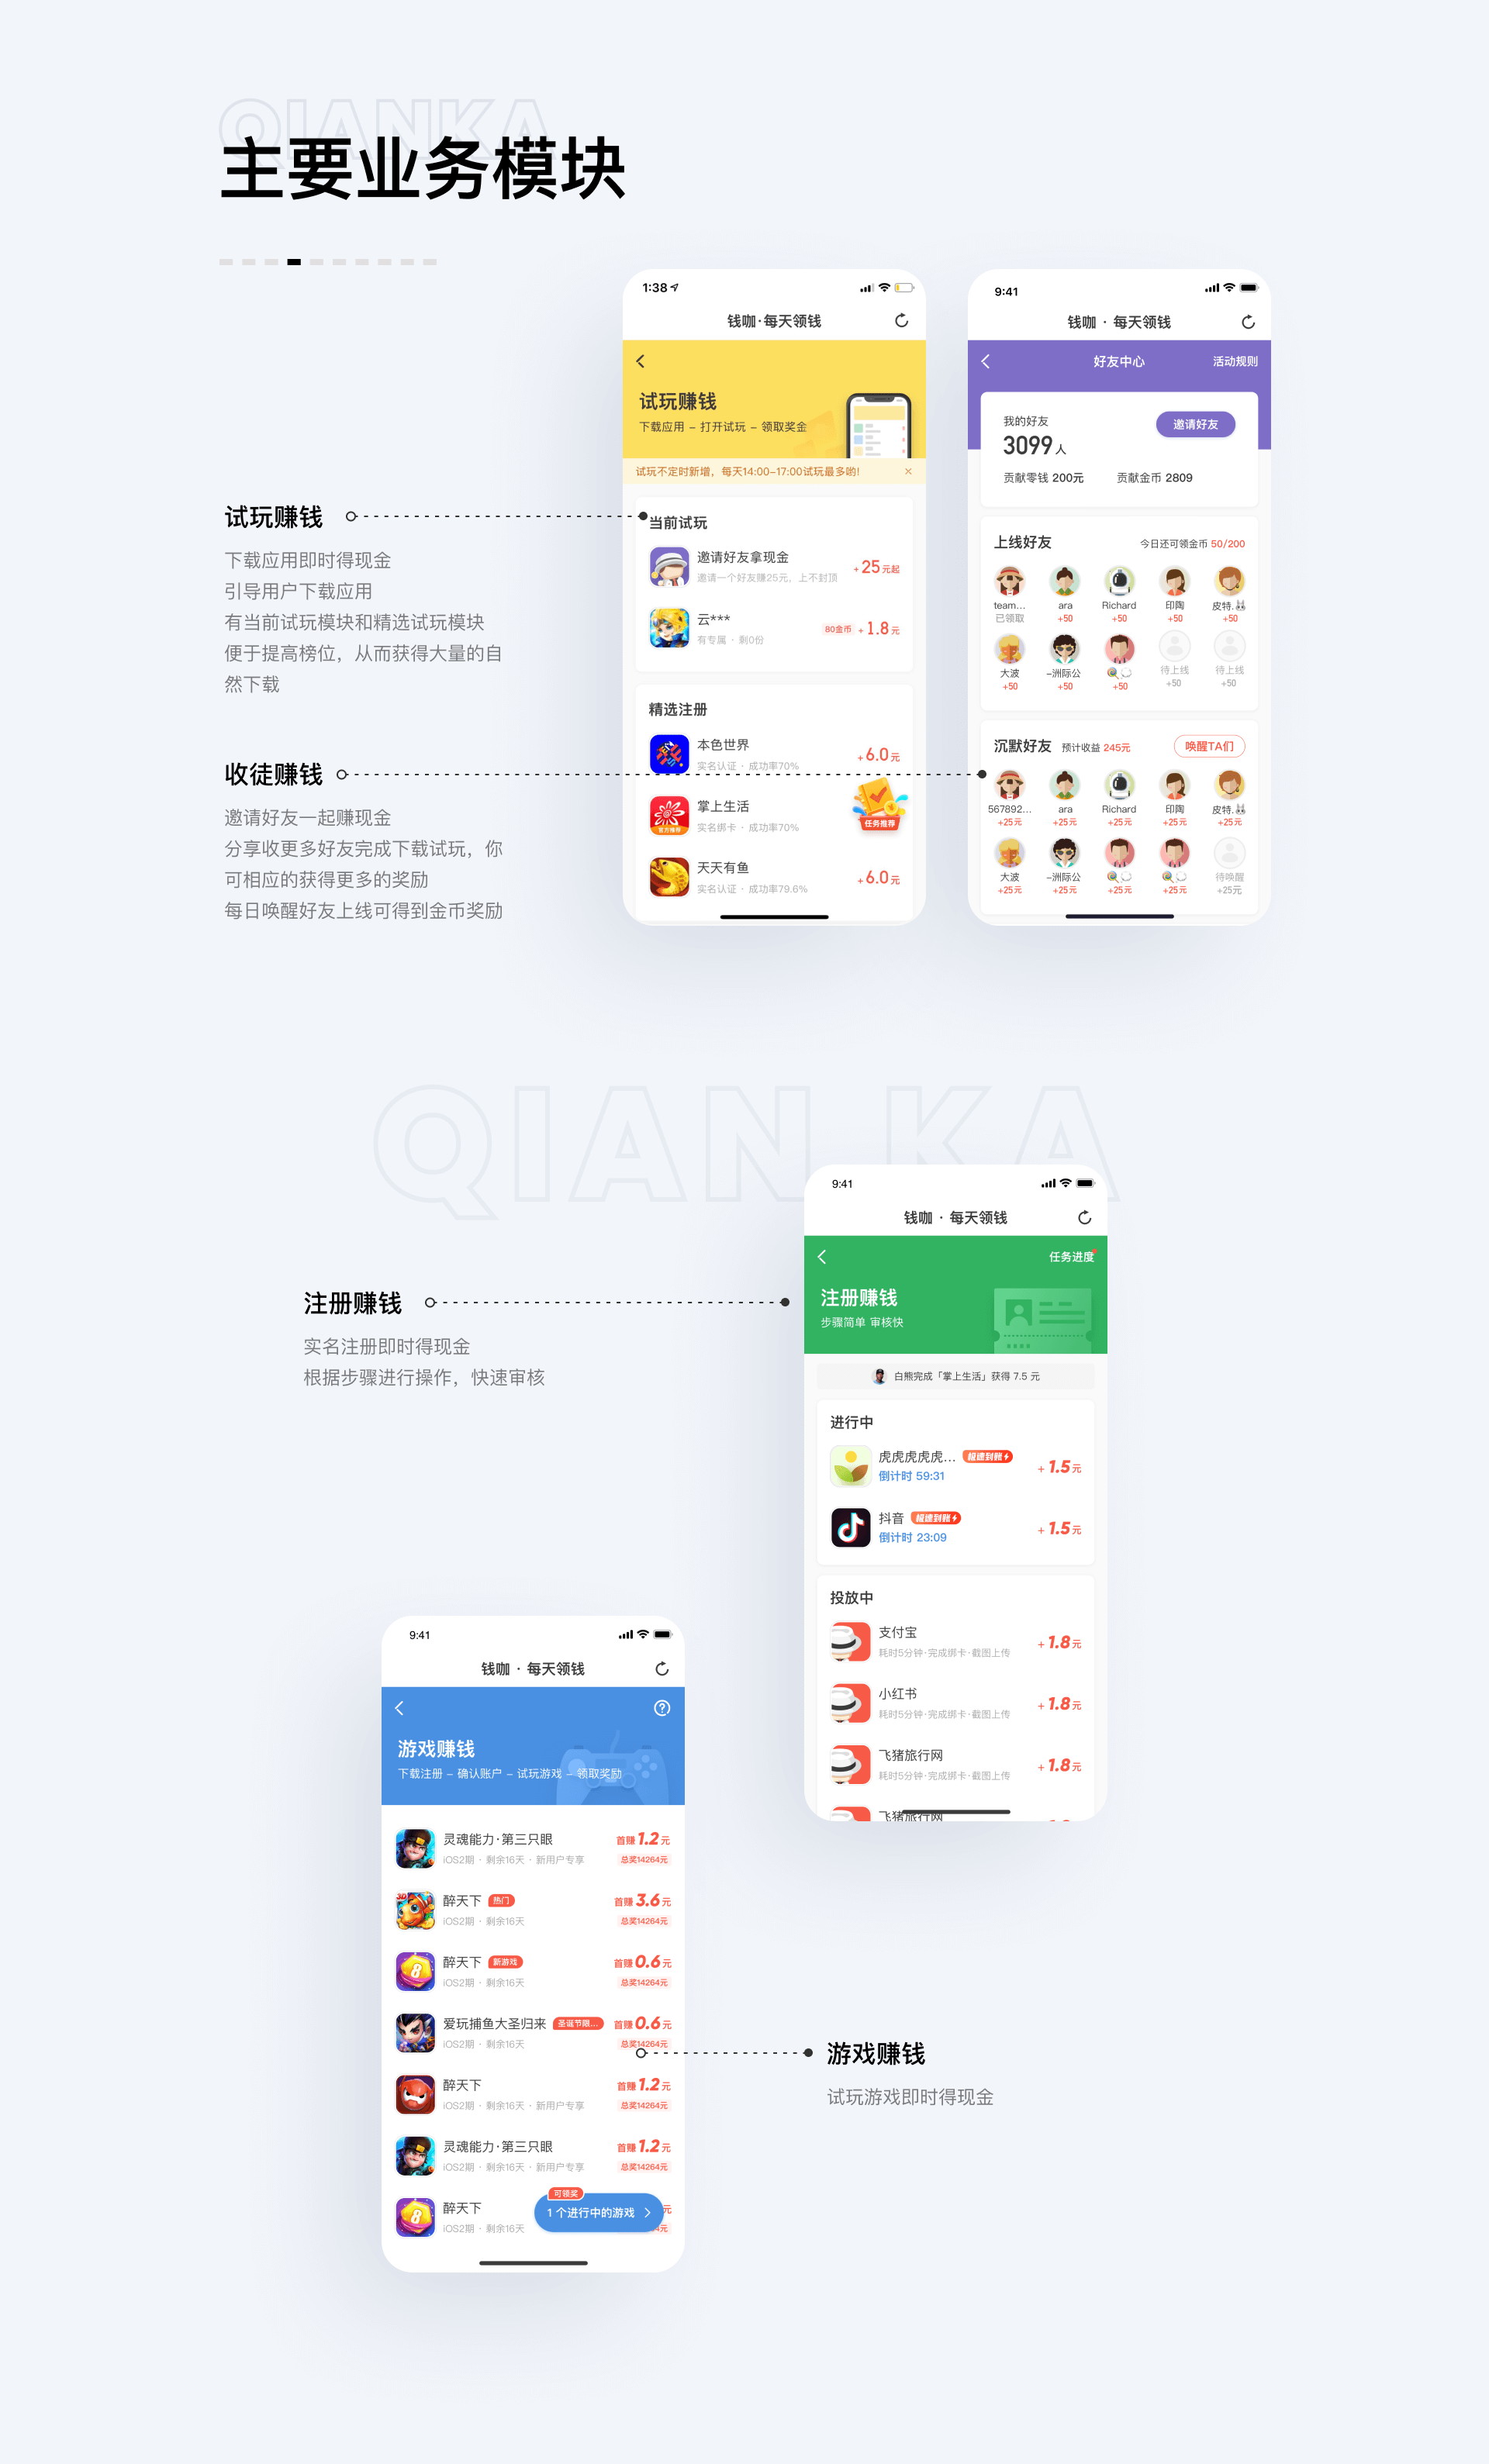 QIANKA
主要业务模块
试玩赚钱
下载应用即时得现金
引导用户下载应用
有当前试玩模块和精选试玩模块
便于提高榜位，从而获得大量的自
然下载
收徒赚钱
邀请好友一起赚现金
分享收更多好友完成下载试玩，你
可相应的获得更多的奖励
每日唤醒好友上线可得到金币奖励
1:38
钱咖·每天领钱
试玩赚钱
下载应用 – 打开试玩 – 领取奖金
试玩不定时新增，每天14:00–17:00试玩最多哟!
当前试玩
邀请好友拿现金
邀请一个好友赚25元，上不封顶
+ 25 元起
云***
有专属 · 剩0份
80金币 + 1.8 元
精选注册
本色世界
实名认证 · 成功率70%
+ 6.0 元
掌上生活
实名绑卡 · 成功率70%
官方推荐
任务推荐
天天有鱼
实名认证 · 成功率79.6%
+ 6.0 元
9:41
钱咖 · 每天领钱
好友中心
活动规则
我的好友
3099 人
邀请好友
贡献零钱 200元 贡献金币 2809
上线好友
今日还可领金币 50/200
team... ara Richard 印陶 皮特.
已领取 +50 +50 +50 +50
大波 –洲际公 待上线 待上线
+50 +50 +50 +50 +50
沉默好友 预计收益 245元
唤醒TA们
567892... ara Richard 印陶 皮特.
+25元 +25元 +25元 +25元 +25元
大波 –洲际公 待唤醒
+25元 +25元 +25元 +25元 +25元
QIAN KA
注册赚钱
实名注册即时得现金
根据步骤进行操作，快速审核
9:41
钱咖 · 每天领钱
任务进度
注册赚钱
步骤简单 审核快
白熊完成「掌上生活」获得 7.5 元
进行中
虎虎虎虎虎... 极速到账
倒计时 59:31
+ 1.5 元
抖音 极速到账
倒计时 23:09
+ 1.5 元
投放中
支付宝
耗时5分钟·完成绑卡·截图上传
+ 1.8 元
小红书
耗时5分钟·完成绑卡·截图上传
+ 1.8 元
飞猪旅行网
耗时5分钟·完成绑卡·截图上传
+ 1.8 元
飞猪旅行网
9:41
钱咖 · 每天领钱
游戏赚钱
下载注册 – 确认账户 – 试玩游戏 – 领取奖励
灵魂能力·第三只眼
iOS2期 · 剩余16天 · 新用户专享
首赚 1.2 元
总奖14264元
3D
醉天下 热门
iOS2期 · 剩余16天
首赚 3.6 元
总奖14264元
8
醉天下 新游戏
iOS2期 · 剩余16天
首赚 0.6 元
总奖14264元
爱玩捕鱼大圣归来 圣诞节限...
iOS2期 · 剩余16天
首赚 0.6 元
总奖14264元
醉天下
iOS2期 · 剩余16天 · 新用户专享
首赚 1.2 元
总奖14264元
灵魂能力·第三只眼
iOS2期 · 剩余16天 · 新用户专享
首赚 1.2 元
总奖14264元
8
醉天下
iOS2期 · 剩余16天
元
4元
可领奖
1 个进行中的游戏
游戏赚钱
试玩游戏即时得现金